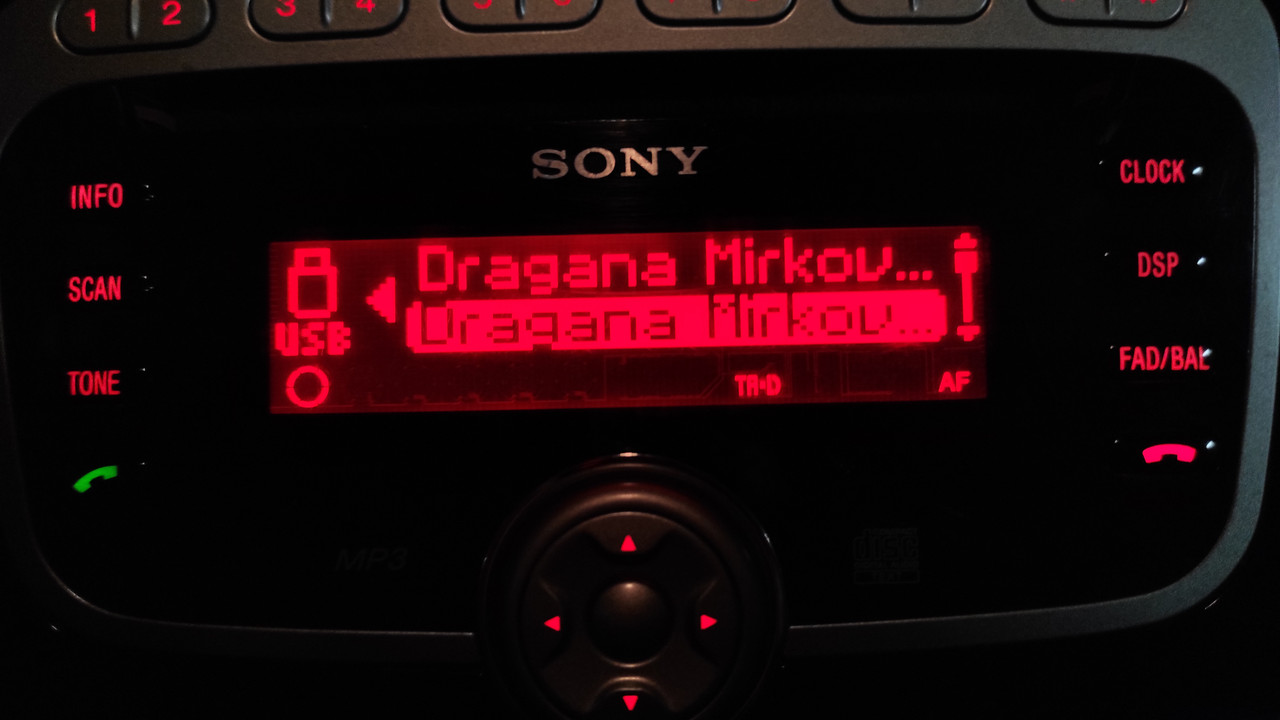 1 2 3 4
SONY
INFO
CLOCK
SCAN
DSP
TONE
FAD/BAL
Dragana Mirkov...
Dragana Mirkov...
USB
TA·D
AF
MP3